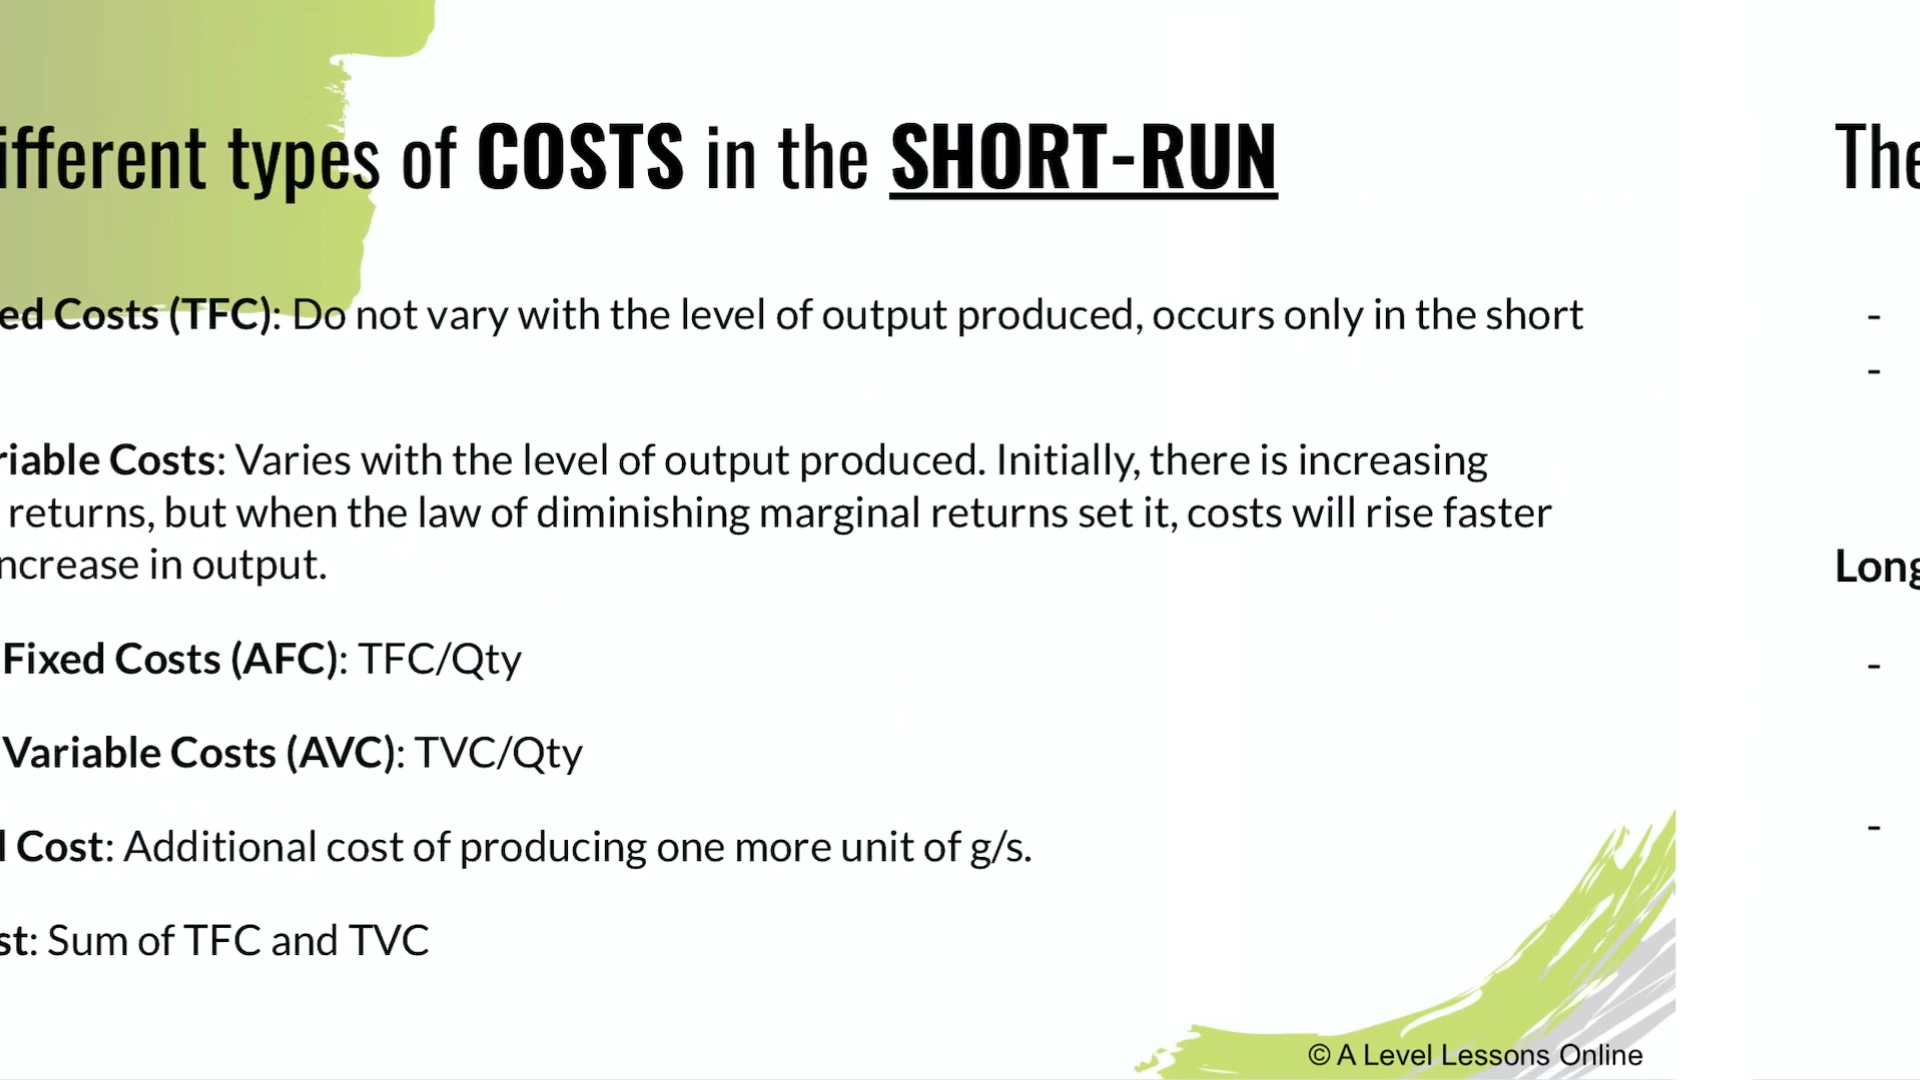 ifferent types of COSTS in the SHORT-RUN
ed Costs (TFC): Do not vary with the level of output produced, occurs only in the short
riable Costs: Varies with the level of output produced. Initially, there is increasing
returns, but when the law of diminishing marginal returns set it, costs will rise faster
ncrease in output.
Fixed Costs (AFC): TFC/Qty
Variable Costs (AVC): TVC/Qty
l Cost: Additional cost of producing one more unit of g/s.
st: Sum of TFC and TVC
© A Level Lessons Online
The
-
-
Long
-
-